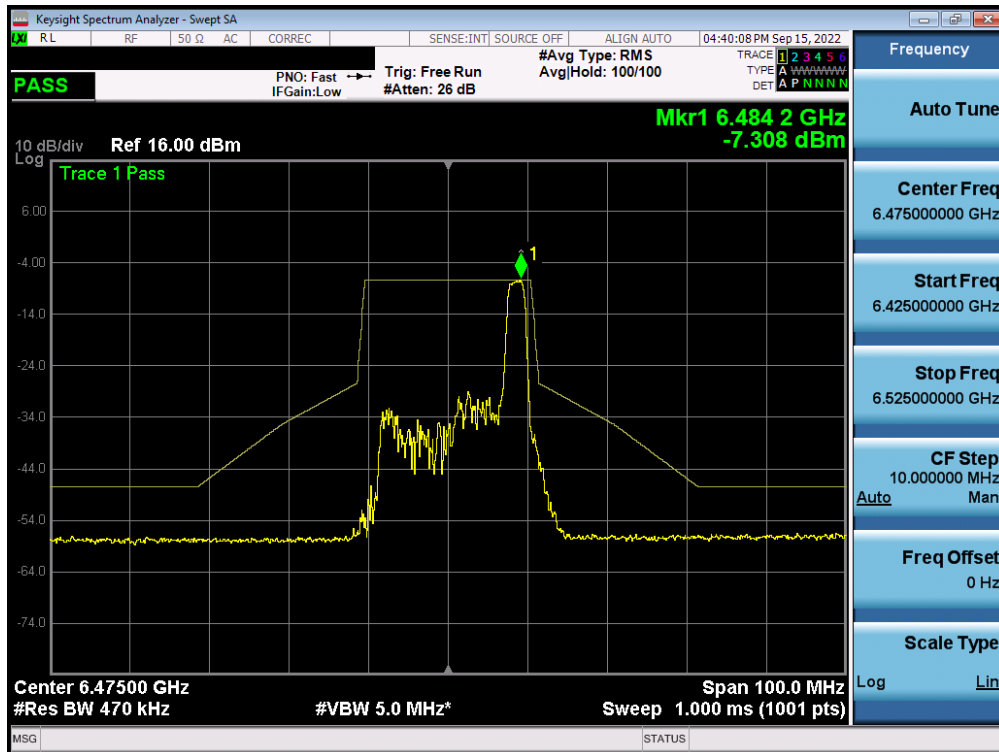 Keysight Spectrum Analyzer - Swept SA
LXI RL RF 50 Ω AC CORREC SENSE:INT SOURCE OFF ALIGN AUTO 04:40:08 PM Sep 15, 2022
PASS
PNO: Fast
IFGain:Low
Trig: Free Run
#Atten: 26 dB
#Avg Type: RMS
Avg|Hold: 100/100
TRACE 1 2 3 4 5 6
TYPE A WWWWW
DET A P N N N N
Mkr1 6.484 2 GHz
-7.308 dBm
10 dB/div Ref 16.00 dBm
Log
Trace 1 Pass
1
6.00
-4.00
-14.0
-24.0
-34.0
-44.0
-54.0
-64.0
-74.0
Center 6.47500 GHz Span 100.0 MHz
#Res BW 470 kHz #VBW 5.0 MHz* Sweep 1.000 ms (1001 pts)
MSG STATUS
Frequency
Auto Tune
Center Freq
6.475000000 GHz
Start Freq
6.425000000 GHz
Stop Freq
6.525000000 GHz
CF Step
10.000000 MHz
Auto Man
Freq Offset
0 Hz
Scale Type
Log Lin